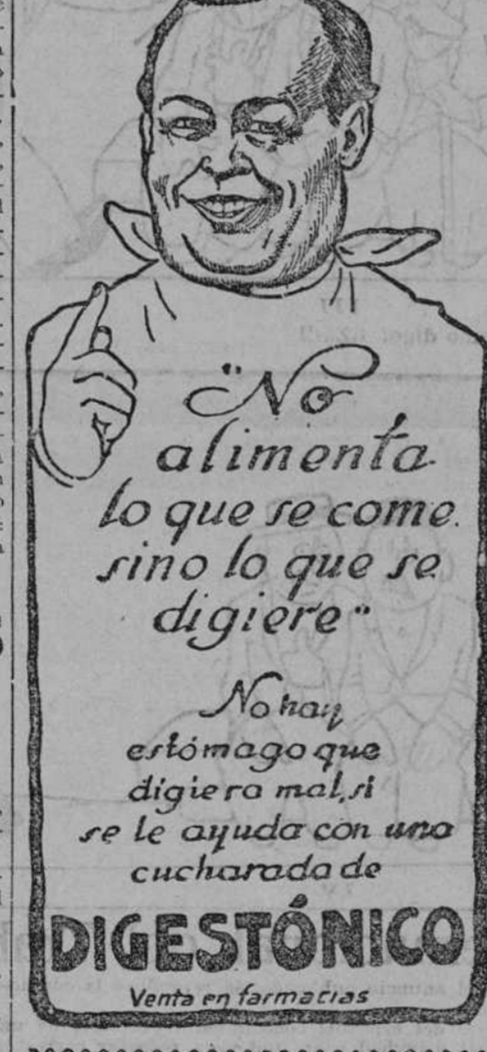 "No
alimenta
lo que se come.
sino lo que se
digiere"
No hay
estómago que
digiera mal, si
se le ayuda con una
cucharada de
DIGESTÓNICO
Venta en farmacias